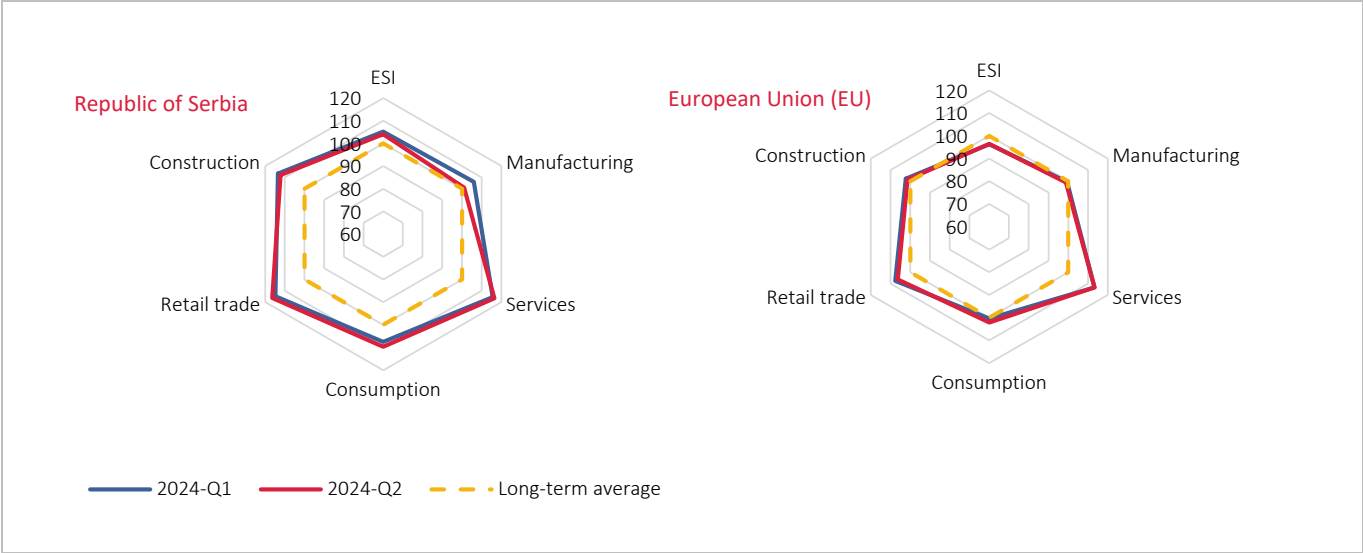 Republic of Serbia
ESI
120
110
100
90
80
70
60
Construction
Manufacturing
Retail trade
Services
Consumption
European Union (EU)
ESI
120
110
100
90
80
70
60
Construction
Manufacturing
Retail trade
Services
Consumption
2024-Q1
2024-Q2
Long-term average